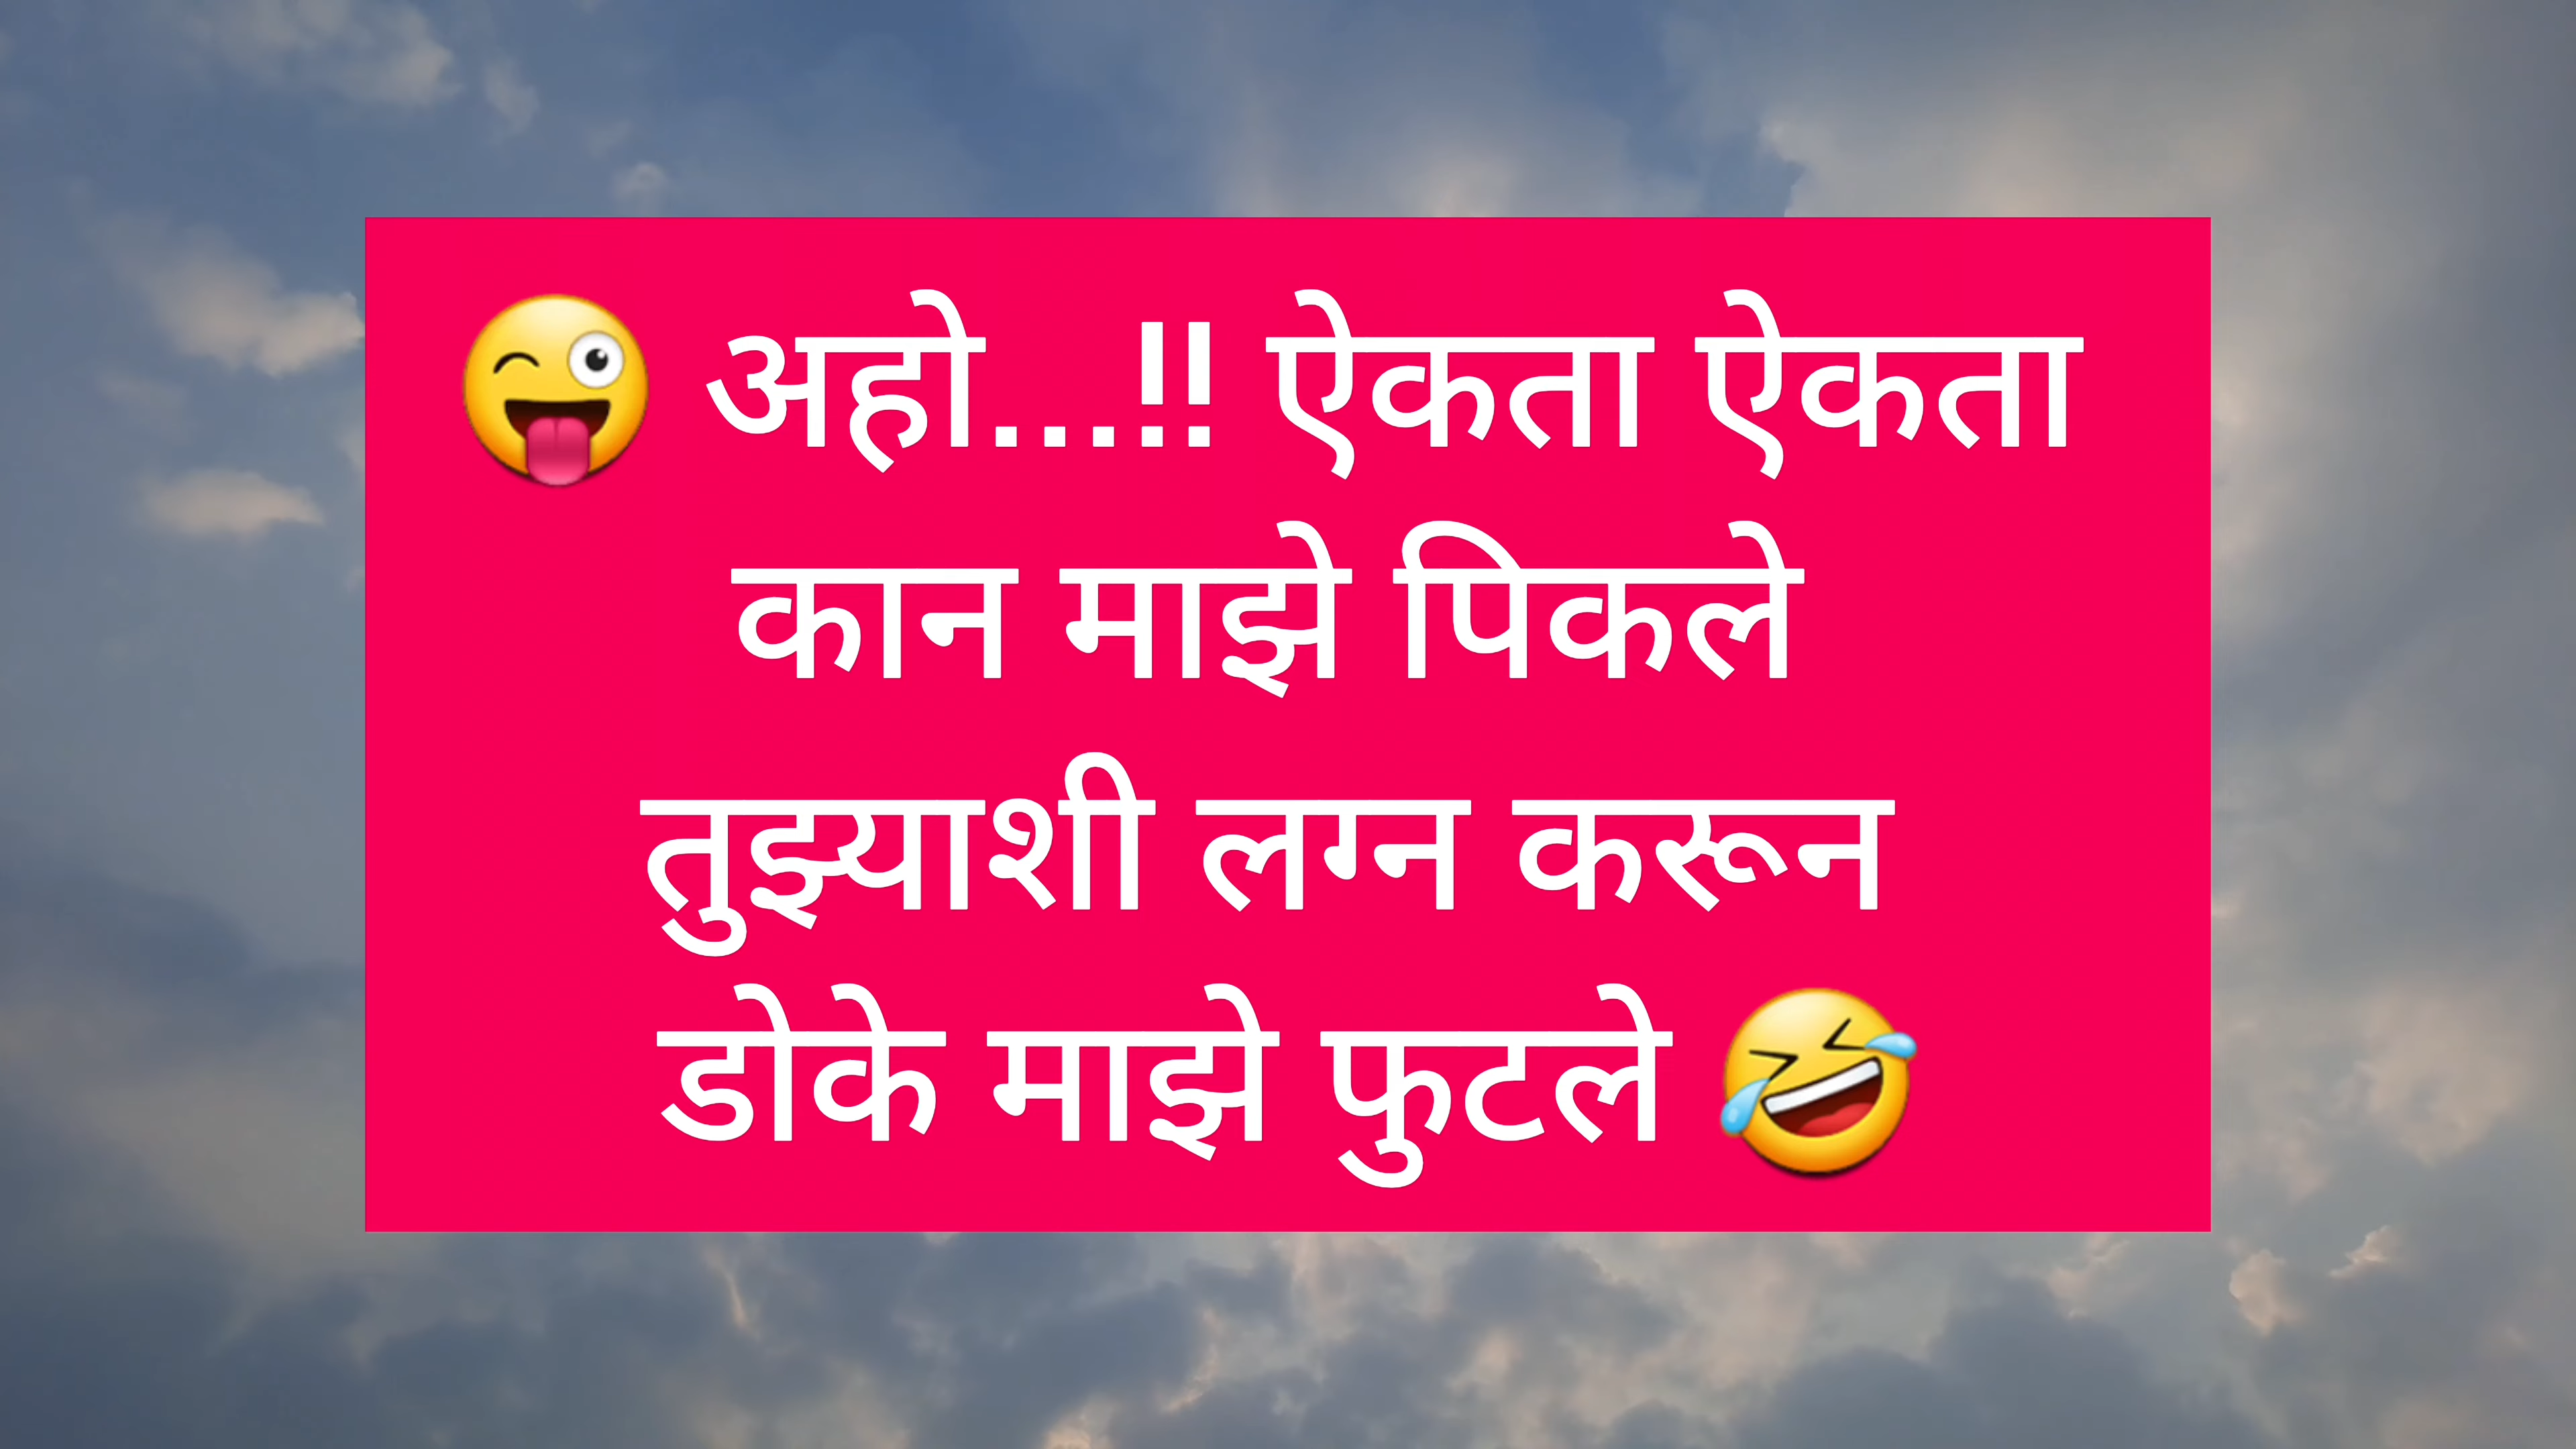 😜 अहो...!! ऐकता ऐकता
कान माझे पिकले
तुझ्याशी लग्न करून
डोके माझे फुटले 🤣